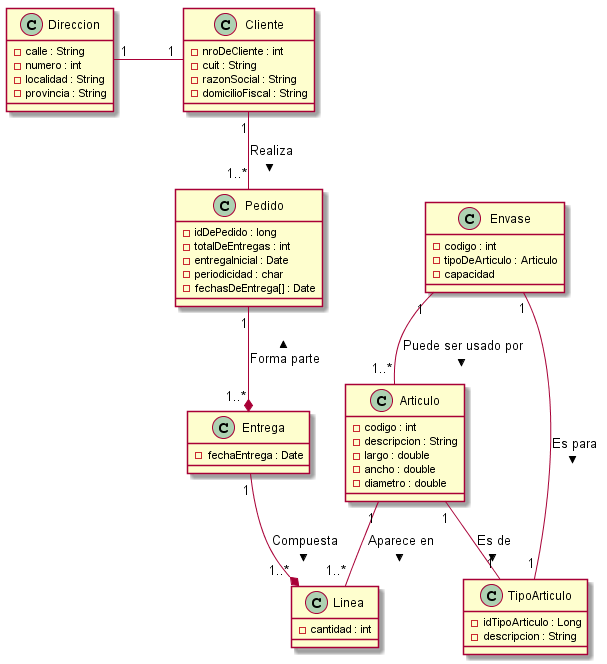 C Direccion
calle : String
numero : int
localidad : String
provincia : String
1
1
C Cliente
nroDeCliente : int
cuit : String
razonSocial : String
domicilioFiscal : String
1
Realiza
▼
1..*
C Pedido
idDePedido : long
totalDeEntregas : int
entregaInicial : Date
periodicidad : char
fechasDeEntrega[] : Date
1
▲
Forma parte
1..*
C Envase
codigo : int
tipoDeArticulo : Articulo
capacidad
1
1
Puede ser usado por
▼
1..*
C Articulo
codigo : int
descripcion : String
largo : double
ancho : double
diametro : double
Es para
▼
C Entrega
fechaEntrega : Date
1
Compuesta
▼
1..*
1
Aparece en
▼
1..*
1
Es de
▼
1
1
C Linea
cantidad : int
C TipoArticulo
idTipoArticulo : Long
descripcion : String